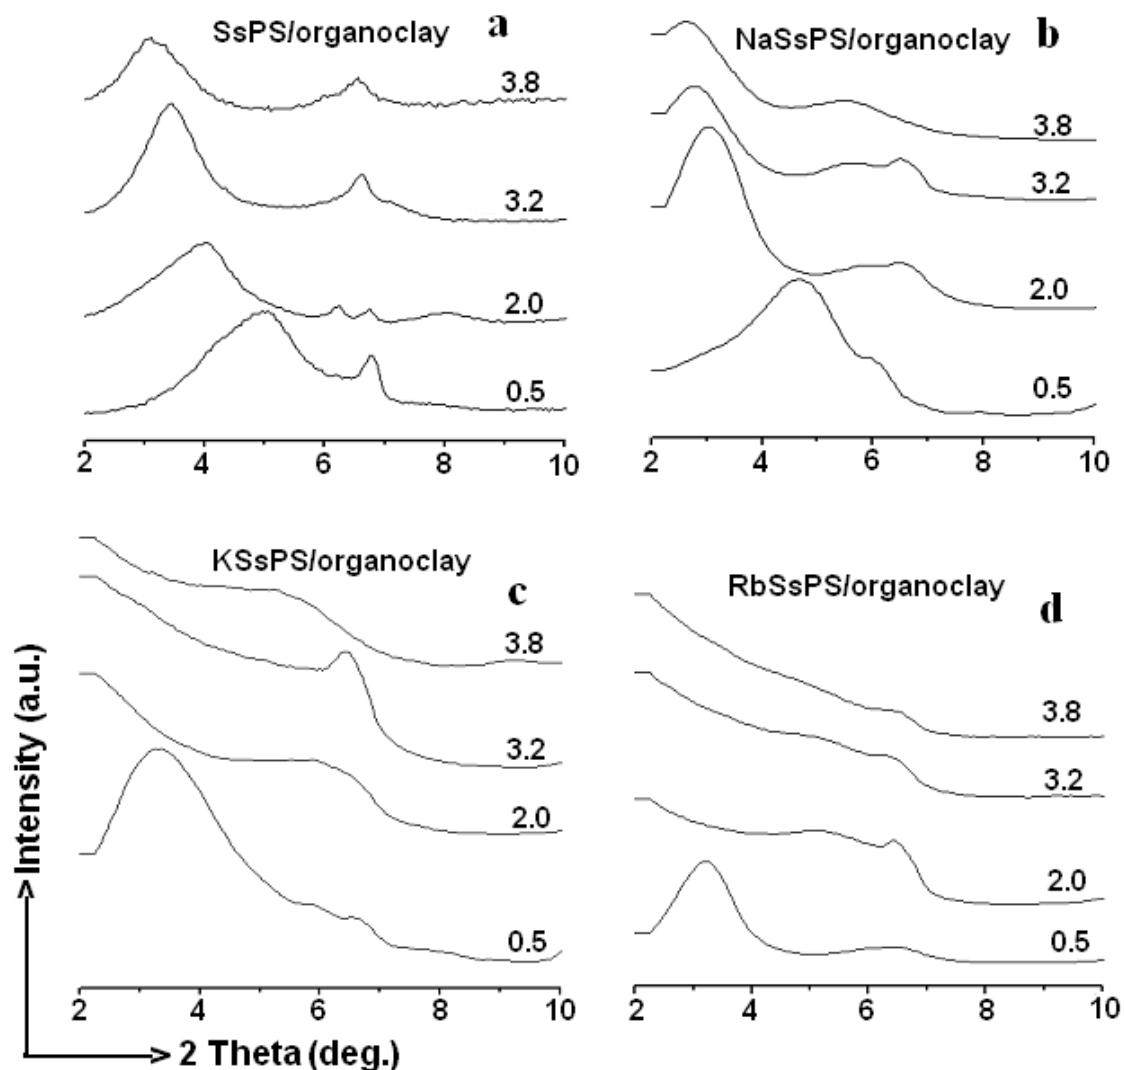 SsPS/organoclay a
3.8
3.2
2.0
0.5
2 4 6 8 10
NaSsPS/organoclay b
3.8
3.2
2.0
0.5
2 4 6 8 10
KSsPS/organoclay c
3.8
3.2
2.0
0.5
2 4 6 8 10
RbSsPS/organoclay d
3.8
3.2
2.0
0.5
2 4 6 8 10
Intensity (a.u.)
2 Theta (deg.)